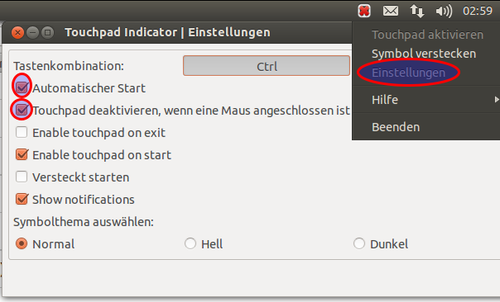 02:59
Touchpad Indicator | Einstellungen
Touchpad aktivieren
Symbol verstecken
Einstellungen
Hilfe
Beenden
Tastenkombination: Ctrl
Automatischer Start
Touchpad deaktivieren, wenn eine Maus angeschlossen ist
Enable touchpad on exit
Enable touchpad on start
Versteckt starten
Show notifications
Symbolthema auswählen:
Normal Hell Dunkel